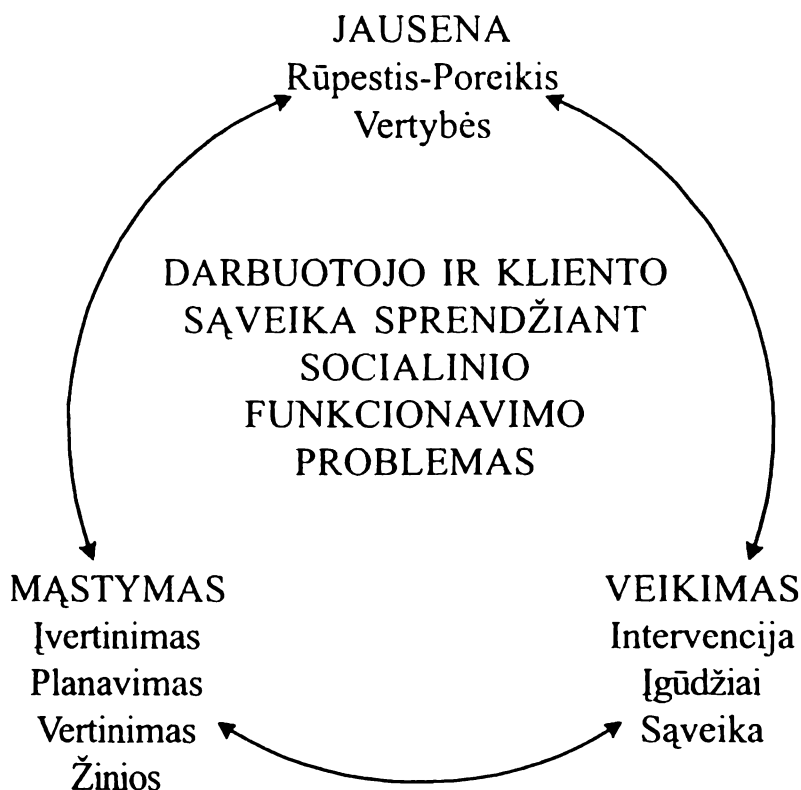 JAUSENA
Rūpestis-Poreikis
Vertybės
DARBUOTOJO IR KLIENTO
SĄVEIKA SPRENDŽIANT
SOCIALINIO
FUNKCIONAVIMO
PROBLEMAS
MĄSTYMAS
Įvertinimas
Planavimas
Vertinimas
Žinios
VEIKIMAS
Intervencija
Įgūdžiai
Sąveika